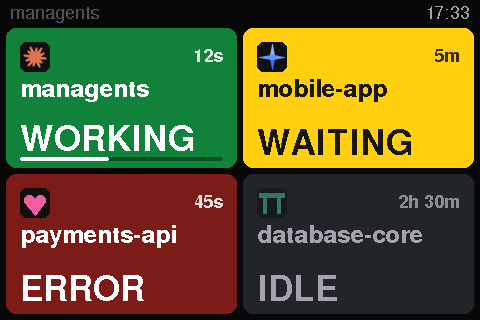 managents 17:33
12s
managents
WORKING
5m
mobile-app
WAITING
45s
payments-api
ERROR
2h 30m
database-core
IDLE